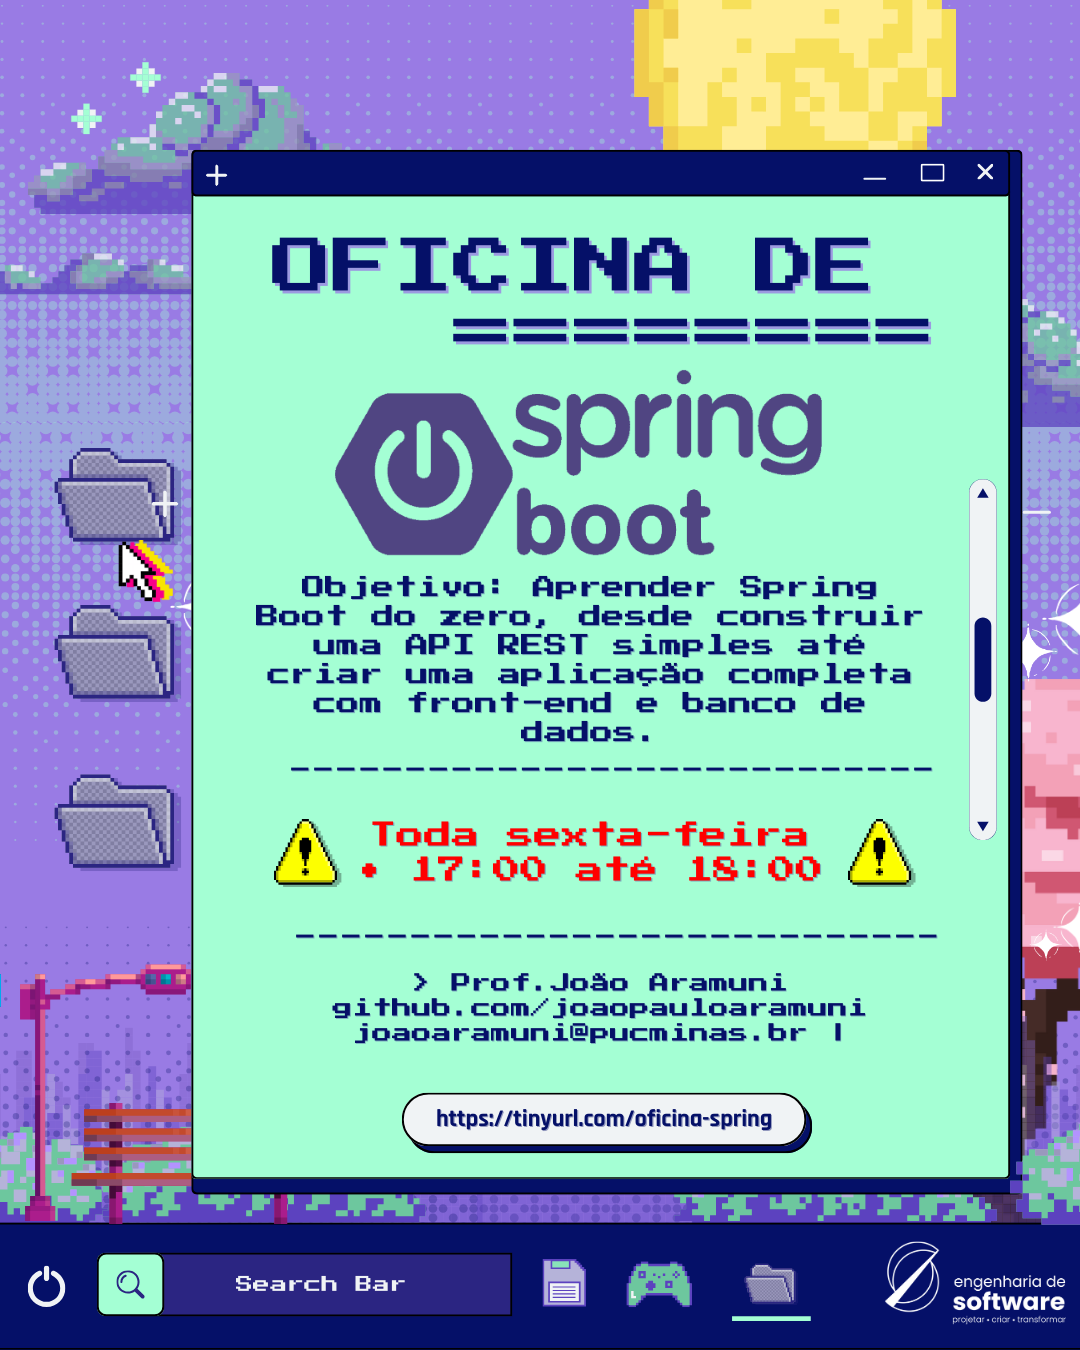 OFICINA DE
========
spring
boot
Objetivo: Aprender Spring
Boot do zero, desde construir
uma API REST simples até
criar uma aplicação completa
com front-end e banco de
dados.
----------------------------
Toda sexta-feira
• 17:00 até 18:00
----------------------------
> Prof.João Aramuni
github.com/joaopauloaramuni
joaoaramuni@pucminas.br |
https://tinyurl.com/oficina-spring
Search Bar
engenharia de
software
projetar • criar • transformar